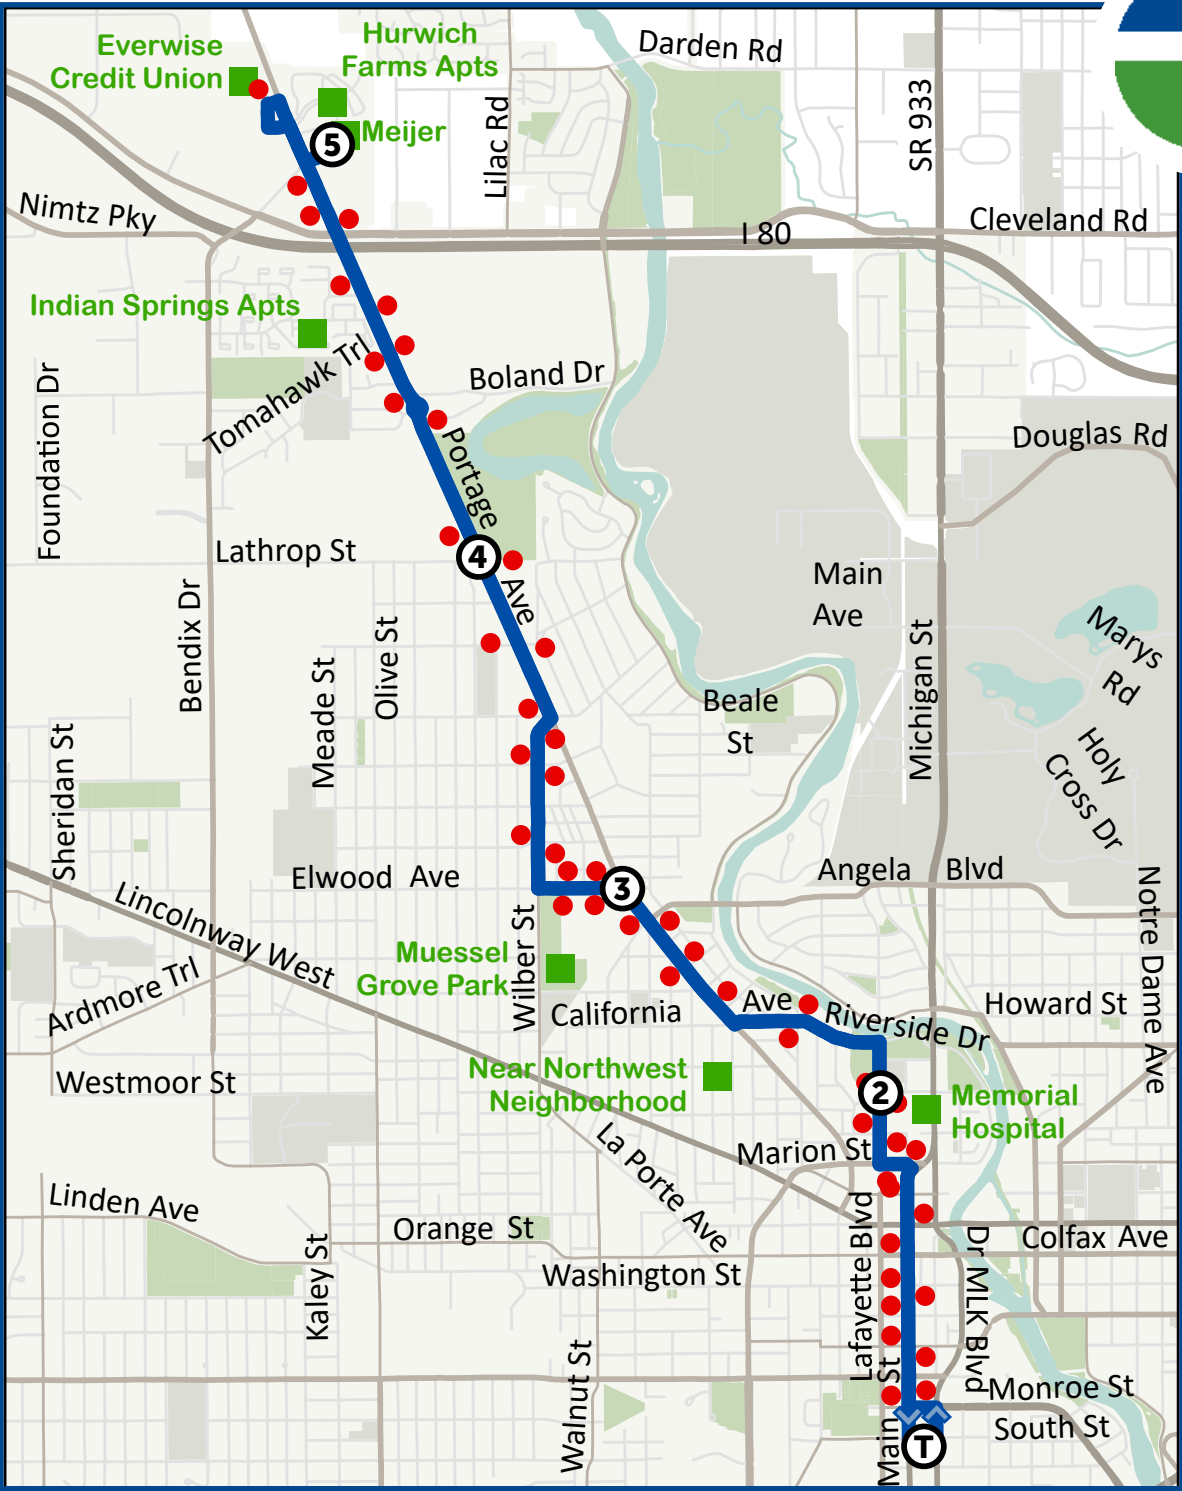 Everwise
Credit Union
Hurwich
Farms Apts
Darden Rd
Lilac Rd
SR 933
5
Meijer
Nimtz Pky
I 80
Cleveland Rd
Indian Springs Apts
Tomahawk Trl
Boland Dr
Foundation Dr
Portage
Ave
Douglas Rd
Lathrop St
4
Main
Ave
Bendix Dr
Olive St
Meade St
Michigan St
Marys
Rd
Beale
St
Sheridan St
Holy
Cross Dr
Elwood Ave
3
Angela Blvd
Lincolnway West
Notre Dame Ave
Wilber St
Muessel
Grove Park
Ardmore Trl
California Ave
Riverside Dr
Howard St
Westmoor St
Near Northwest
Neighborhood
2
Memorial
Hospital
La Porte Ave
Marion St
Linden Ave
Orange St
Lafayette Blvd
Dr MLK Blvd
Colfax Ave
Kaley St
Washington St
Walnut St
Main St
Monroe St
South St
T